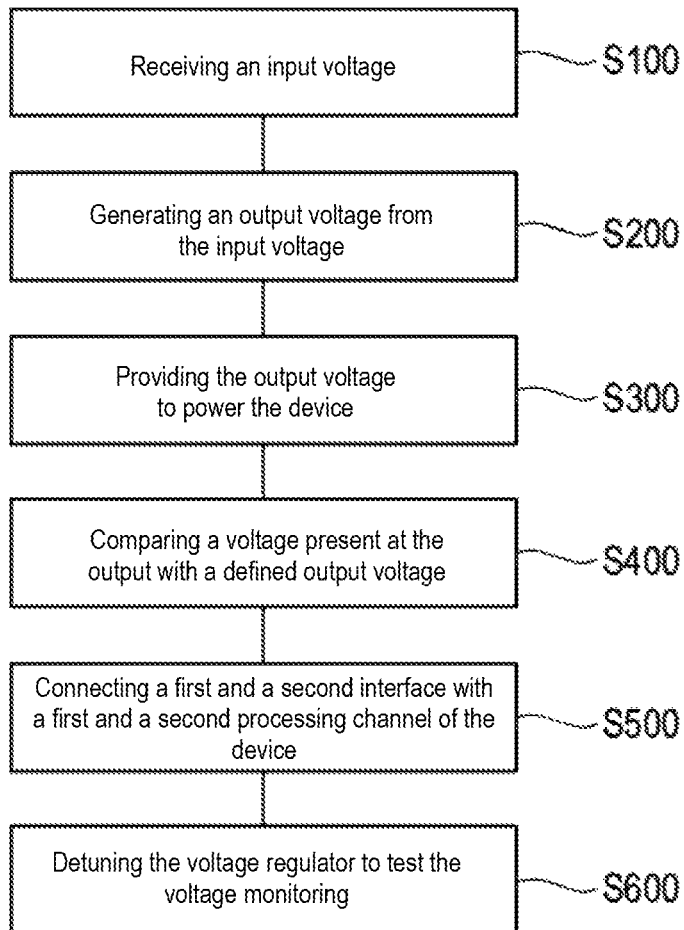 Receiving an input voltage
S100
Generating an output voltage from
the input voltage
S200
Providing the output voltage
to power the device
S300
Comparing a voltage present at the
output with a defined output voltage
S400
Connecting a first and a second interface with
a first and a second processing channel of the
device
S500
Detuning the voltage regulator to test the
voltage monitoring
S600